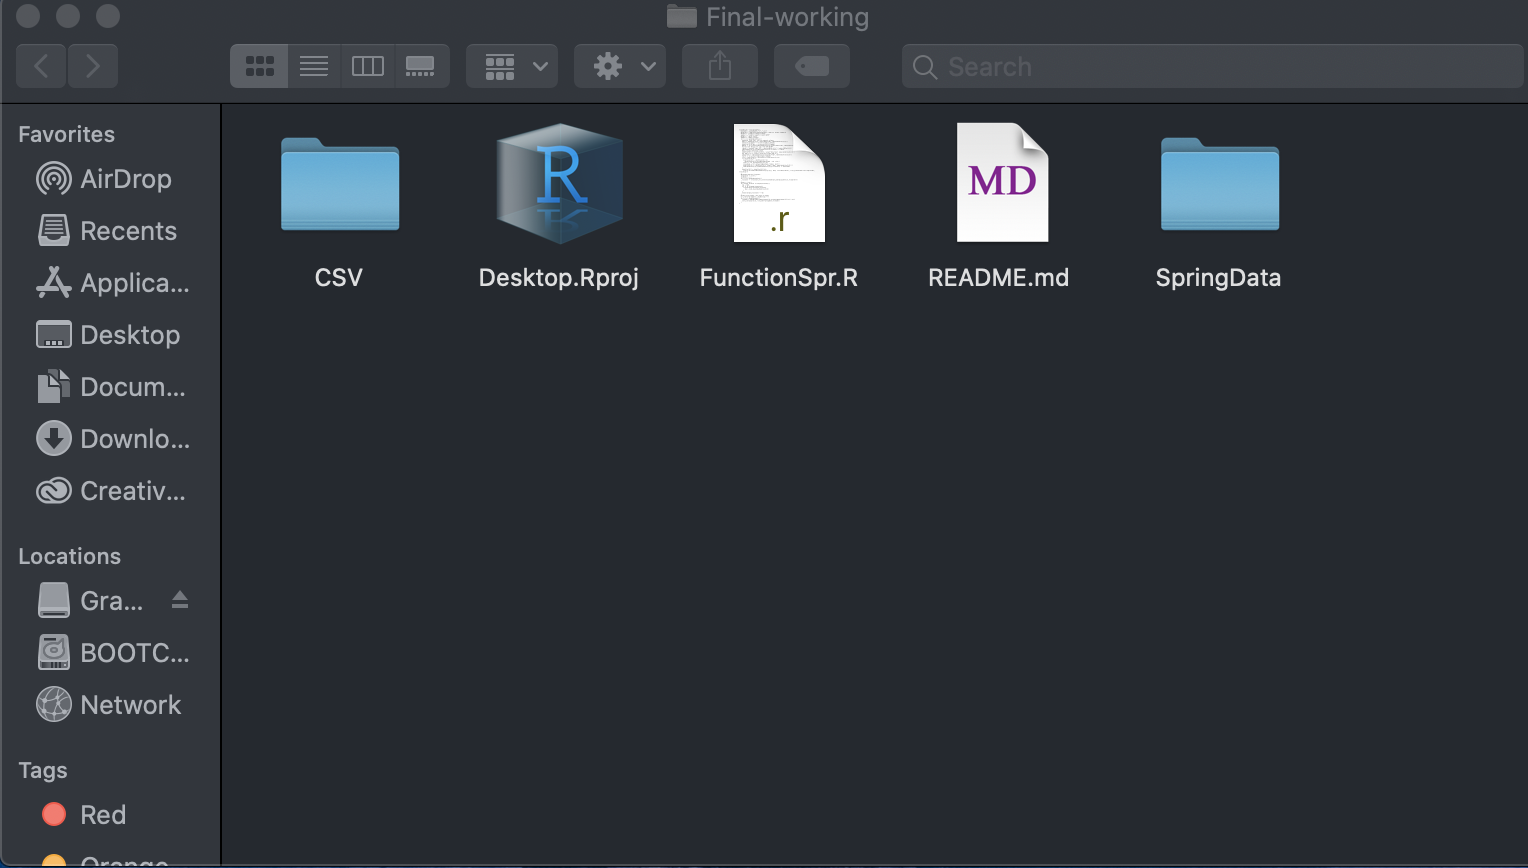 Final-working
Search
Favorites
AirDrop
Recents
Applica...
Desktop
Docum...
Downlo...
Creativ...
Locations
Gra...
BOOTC...
Network
Tags
Red
Orange
R
.r
MD
CSV
Desktop.Rproj
FunctionSpr.R
README.md
SpringData